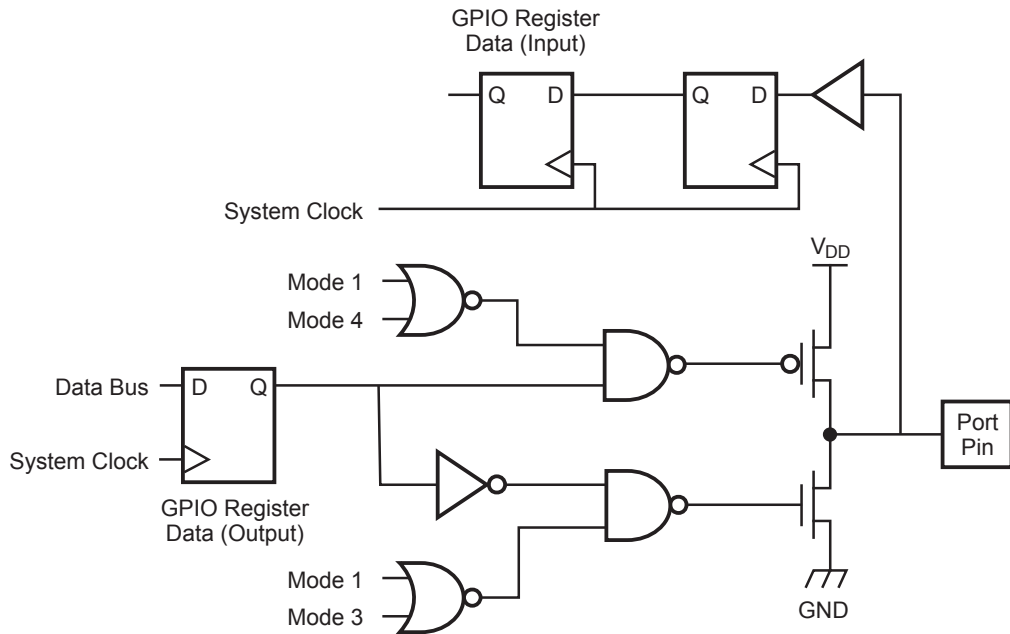 GPIO Register
Data (Input)
Q D
Q D
System Clock
VDD
Mode 1
Mode 4
Data Bus
D Q
System Clock
GPIO Register
Data (Output)
Port
Pin
Mode 1
Mode 3
GND